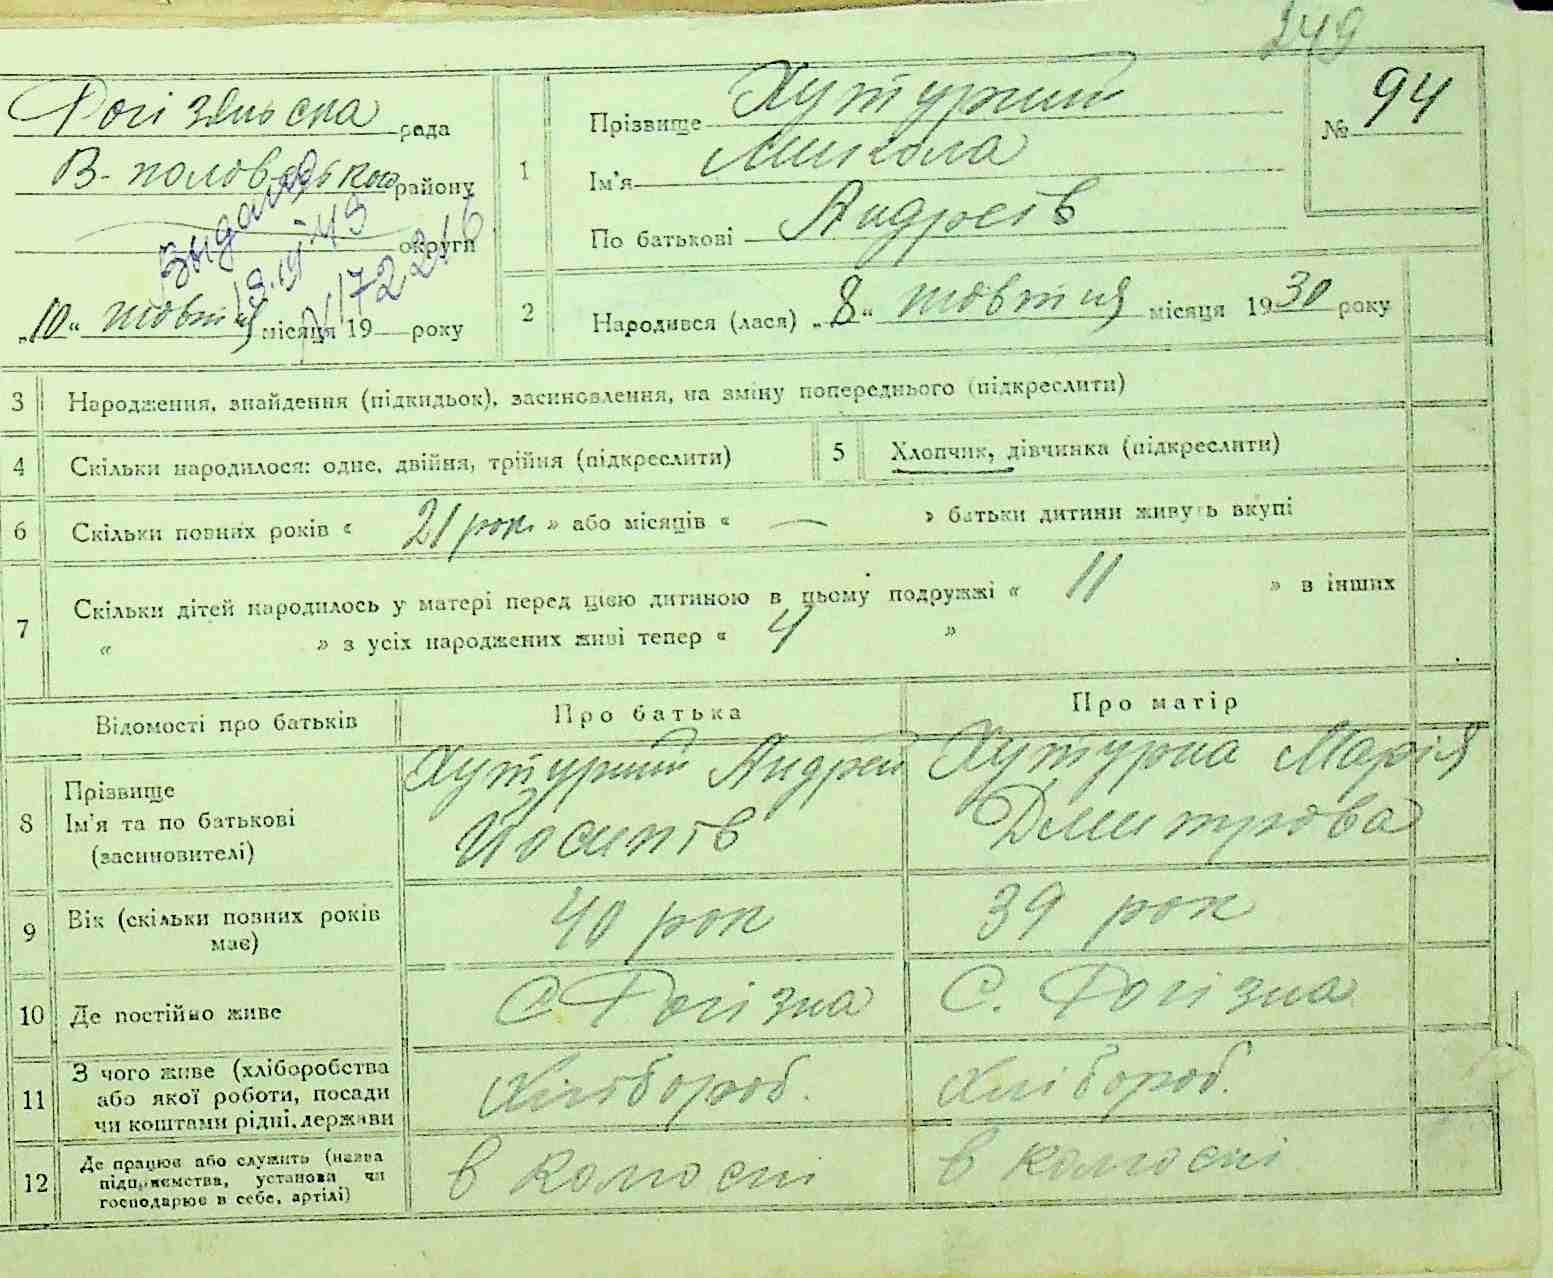 249
Рогізянська рада
В-половецького району
округи
Выдано
19.IV-49
172216
„10“ жовтня місяця 19— року
1
Прізвище Хутурний
Ім'я Микола
По батькові Андреїв
№ 94
2
Народився (лася) „8“ жовтня місяця 1930 року
3 Народження, знайдення (підкидьок), засиновлення, на зміну попереднього (підкреслити)
4 Скільки народилося: одне, двійня, трійня (підкреслити)
5 Хлопчик, дівчинка (підкреслити)
6 Скільки повних років « 21 рок » або місяців « — » батьки дитини живуть вкупі
7 Скільки дітей народилось у матері перед цією дитиною в цьому подружжі « 11 » в інших
« » з усіх народжених живі тепер « 4 »
Відомості про батьків Про батька Про матір
8 Прізвище
Ім'я та по батькові
(засиновителі)
Хутурний Андрей
Йосипів
Хутурна Марія
Дмитрова
9 Вік (скільки повних років
має)
40 рок 39 рок
10 Де постійно живе С. Рогізна С. Рогізна
11 З чого живе (хліборобства
або якої роботи, посади
чи коштами рідні, держави
Хлібороб. Хлібороб.
12 Де працює або служить (назва
підприємства, установа чи
господарює в себе, артілі)
в колгоспі в колгоспі